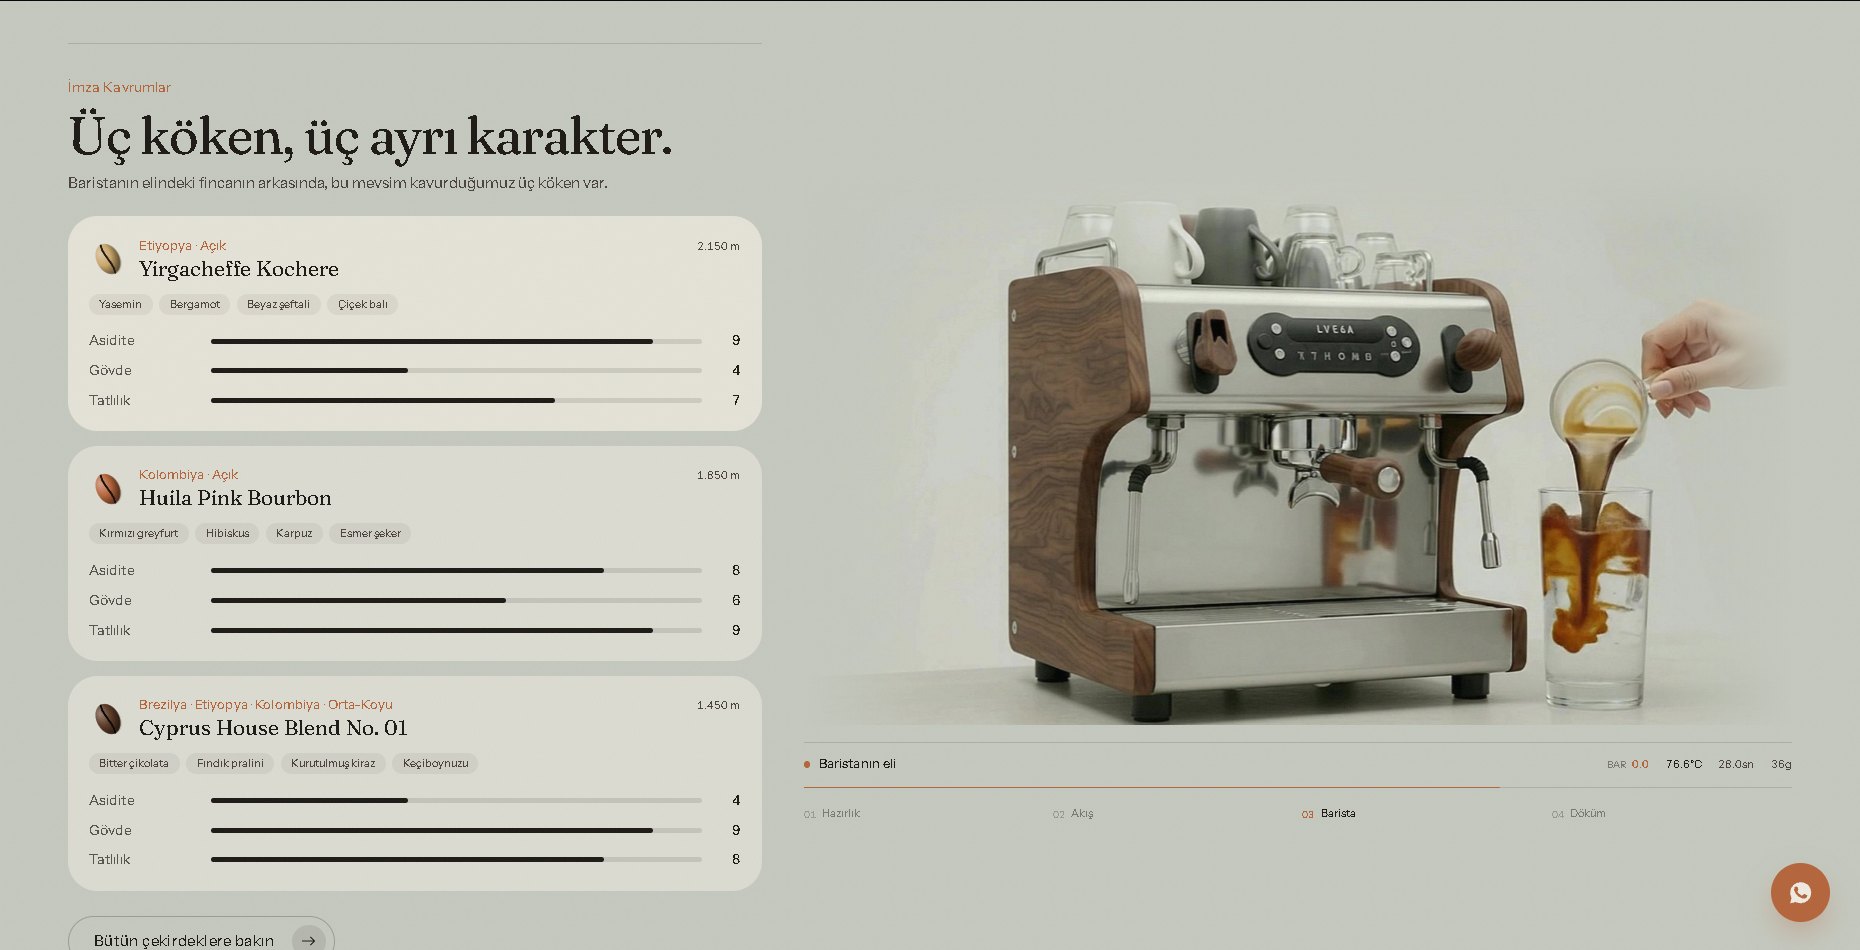 İmza Kavrumlar
Üç köken, üç ayrı karakter.
Baristanın elindeki fincanın arkasında, bu mevsim kavurduğumuz üç köken var.
Etiyopya · Açık
2.150 m
Yirgacheffe Kochere
Yasemin Bergamot Beyaz şeftali Çiçek balı
Asidite 9
Gövde 4
Tatlılık 7
Kolombiya · Açık
1.850 m
Huila Pink Bourbon
Kırmızı greyfurt Hibiskus Karpuz Esmer şeker
Asidite 8
Gövde 6
Tatlılık 9
Brezilya · Etiyopya · Kolombiya · Orta-Koyu
1.450 m
Cyprus House Blend No. 01
Bitter çikolata Fındık pralini Kurutulmuş kiraz Keçiboynuzu
Asidite 4
Gövde 9
Tatlılık 8
Bütün çekirdeklere bakın
Baristanın eli
BAR 0.0 76.6°C 28.0sn 36g
01 Hazırlık 02 Akış 03 Barista 04 Döküm